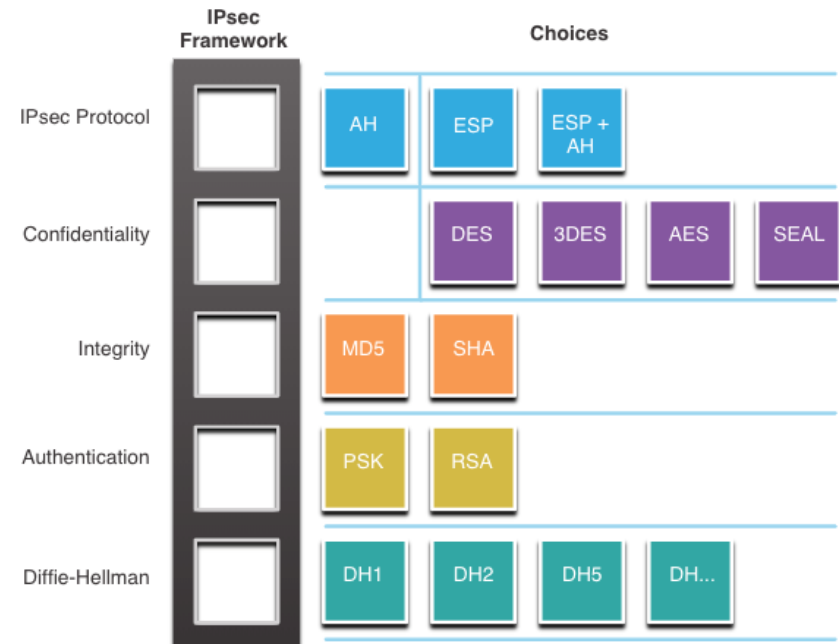 IPsec
Framework
Choices
IPsec Protocol
AH
ESP
ESP +
AH
Confidentiality
DES
3DES
AES
SEAL
Integrity
MD5
SHA
Authentication
PSK
RSA
Diffie-Hellman
DH1
DH2
DH5
DH...